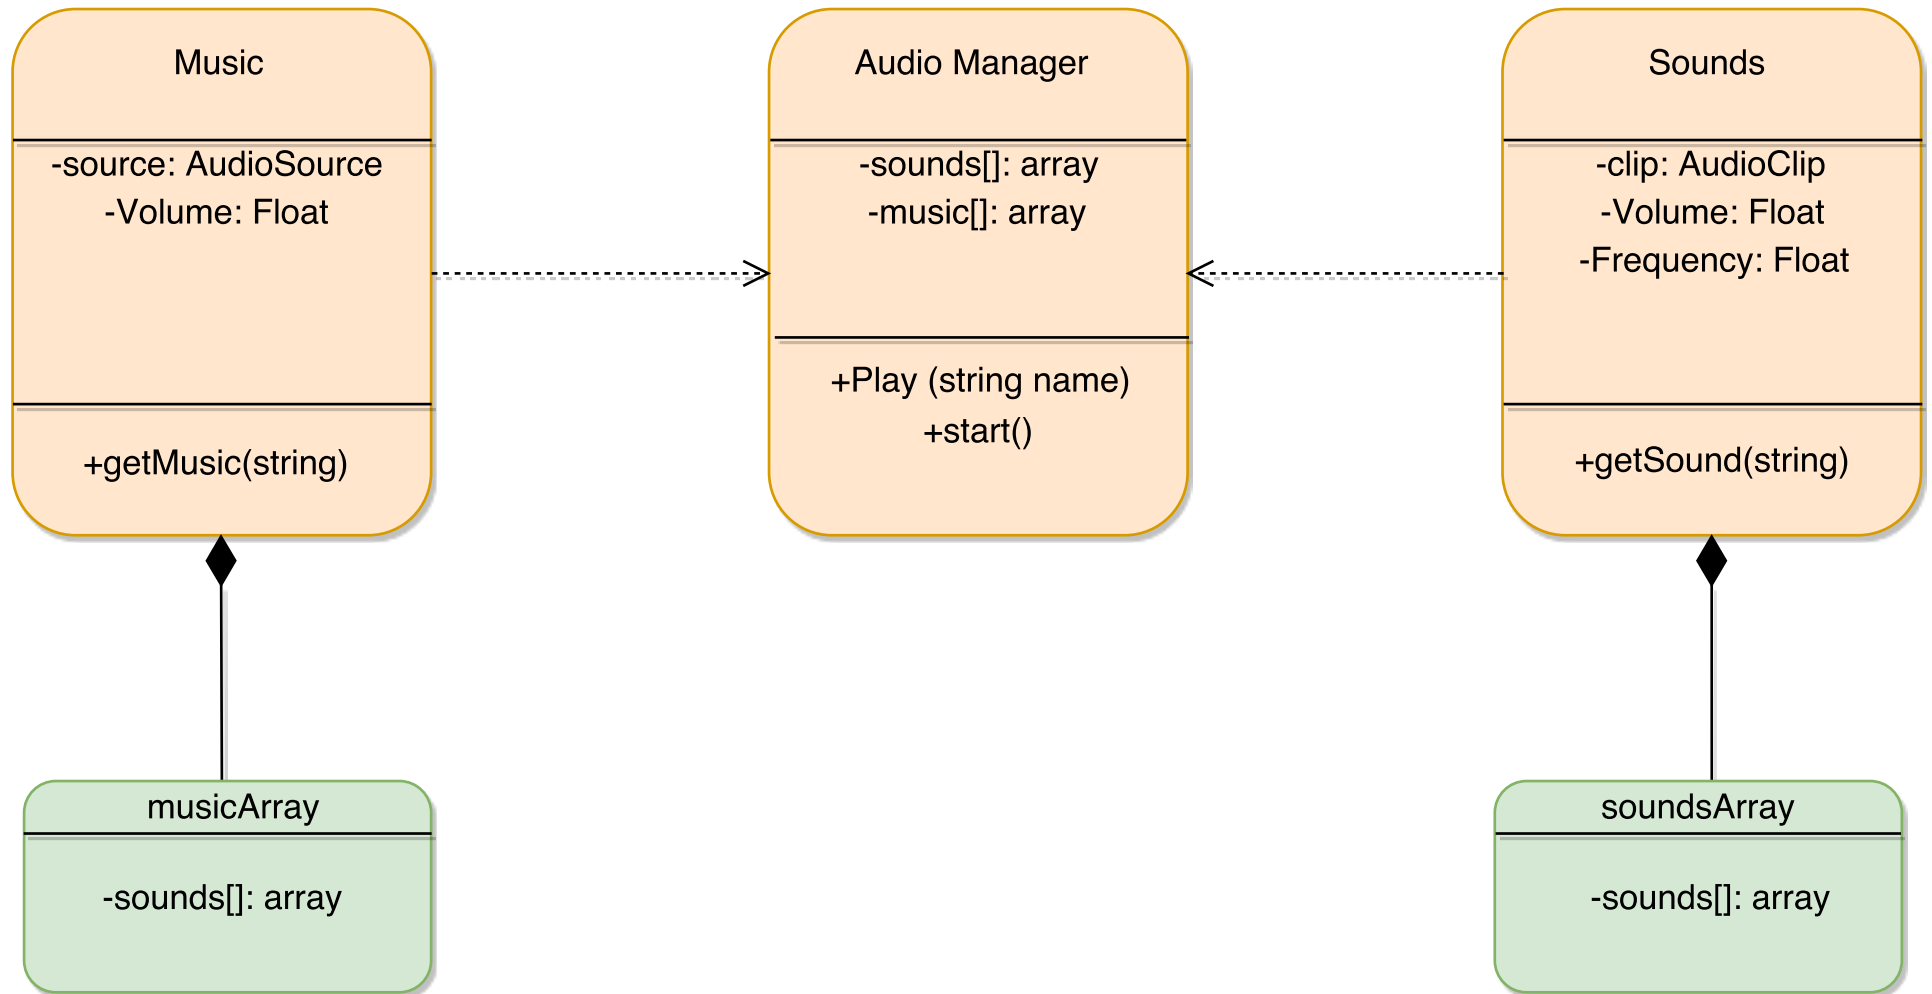 Music
-source: AudioSource
-Volume: Float
+getMusic(string)
Audio Manager
-sounds[]: array
-music[]: array
+Play (string name)
+start()
Sounds
-clip: AudioClip
-Volume: Float
-Frequency: Float
+getSound(string)
musicArray
-sounds[]: array
soundsArray
-sounds[]: array